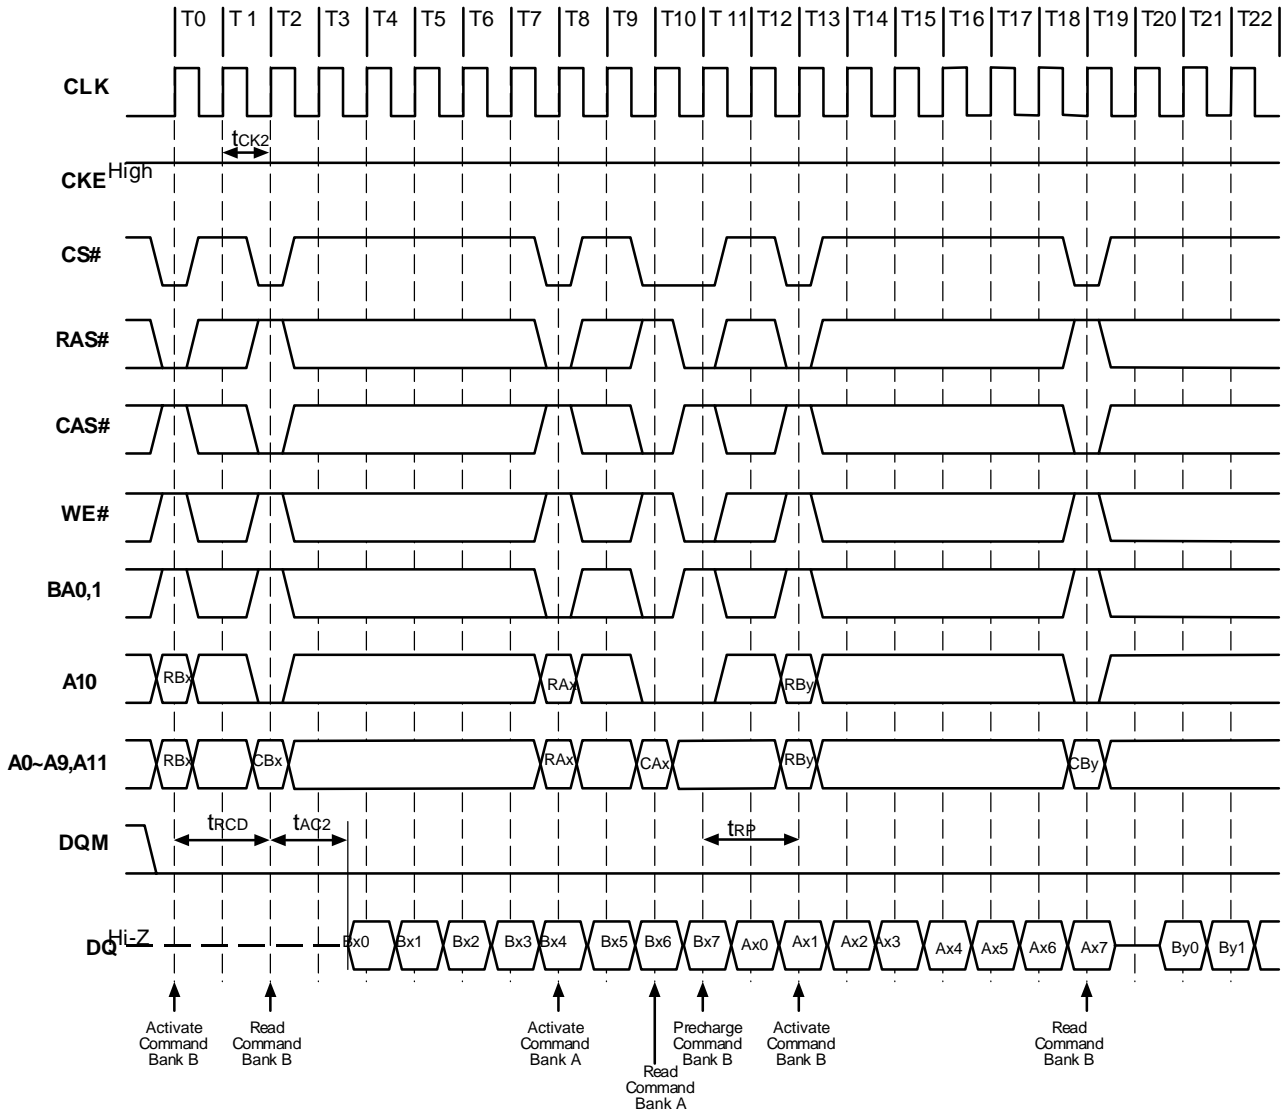 T0 T 1 T2 T3 T4 T5 T6 T7 T8 T9 T10 T 11 T12 T13 T14 T15 T16 T17 T18 T19 T20 T21 T22
CLK
tCK2
CKE High
CS#
RAS#
CAS#
WE#
BA0,1
A10 RBx RAx RBy
A0~A9,A11 RBx CBx RAx CAx RBy CBy
tRCD tAC2 tRP
DQM
DQ Hi-Z Bx0 Bx1 Bx2 Bx3 Bx4 Bx5 Bx6 Bx7 Ax0 Ax1 Ax2 Ax3 Ax4 Ax5 Ax6 Ax7 By0 By1
Activate
Command
Bank B
Read
Command
Bank B
Activate
Command
Bank A
Read
Command
Bank A
Precharge
Command
Bank B
Activate
Command
Bank B
Read
Command
Bank B